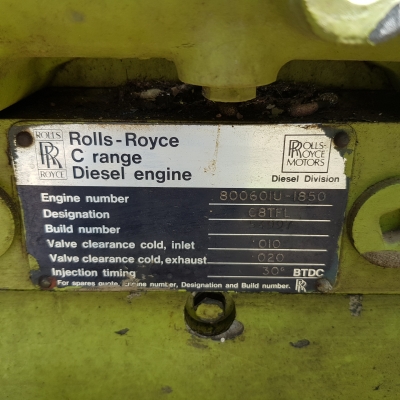 ROLLS
RR
ROYCE
Rolls-Royce
C range
Diesel engine
RR
ROLLS-
ROYCE
MOTORS
Diesel Division
Engine number 800601U-1850
Designation C8TFL
Build number
Valve clearance cold, inlet .010
Valve clearance cold, exhaust .020
Injection timing 30° BTDC
For spares quote, Engine number, Designation and Build number. RR